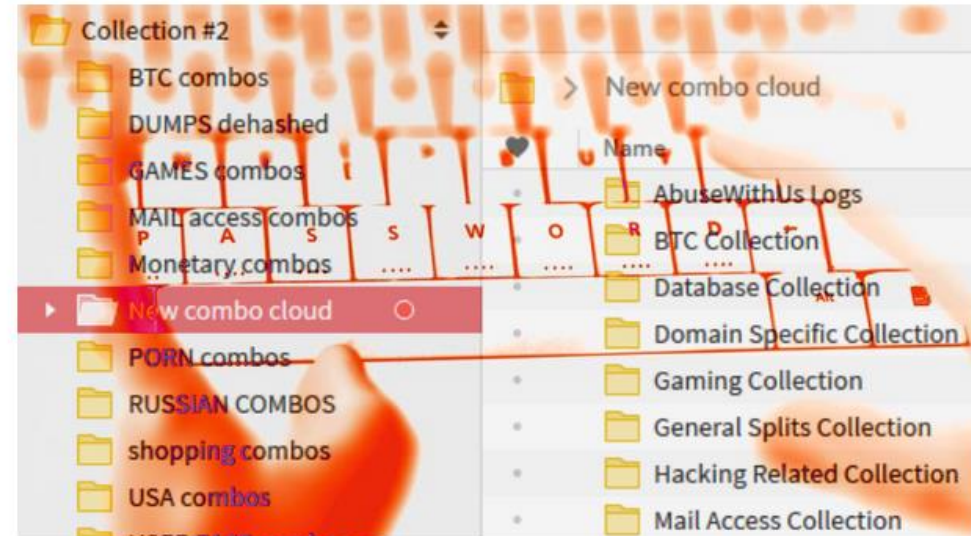 Collection #2
BTC combos
DUMPS dehashed
GAMES combos
MAIL access combos
Monetary combos
New combo cloud
PORN combos
RUSSIAN COMBOS
shopping combos
USA combos
New combo cloud
Name
AbuseWithUs Logs
BTC Collection
Database Collection
Domain Specific Collection
Gaming Collection
General Splits Collection
Hacking Related Collection
Mail Access Collection
P A S S W O R D